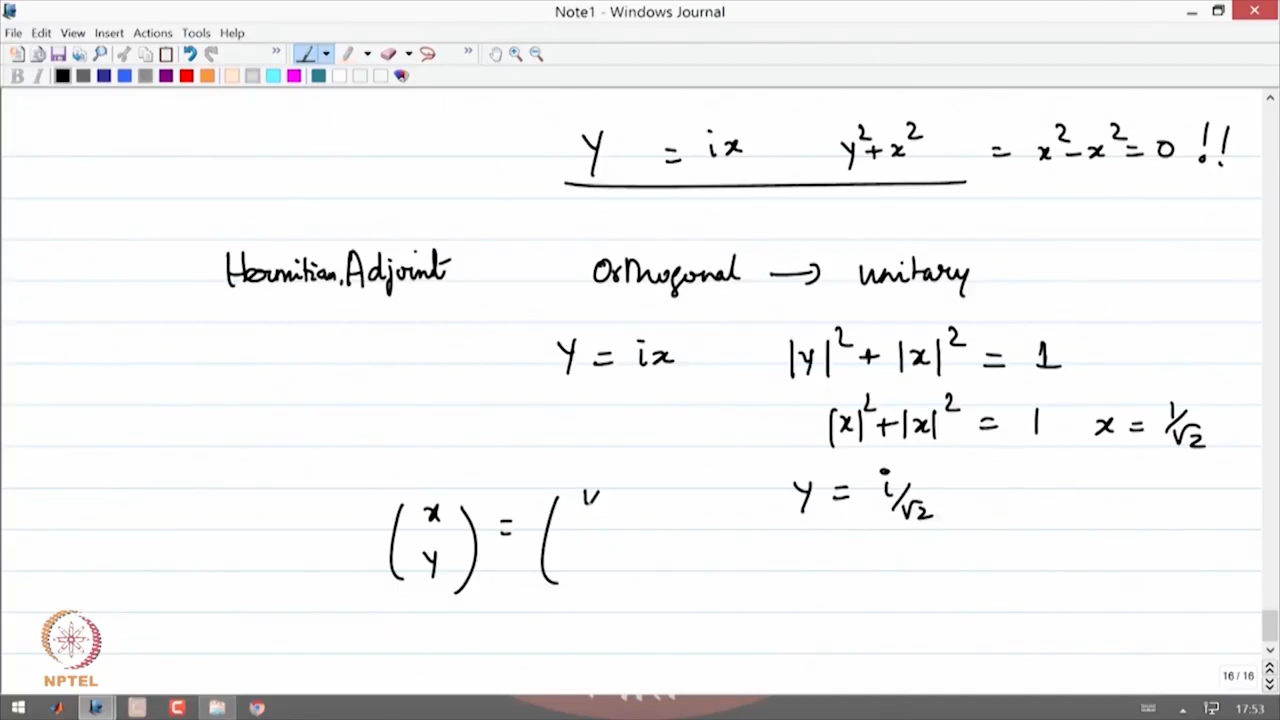 Note1 - Windows Journal
File Edit View Insert Actions Tools Help
Y = ix y² + x² = x² - x² = 0 !!
Hermitian Adjoint Orthogonal → unitary
Y = ix |y|² + |x|² = 1
|x|² + |x|² = 1 x = 1/√2
y = i/√2
( x y ) = (
NPTEL
16 / 16
17:53